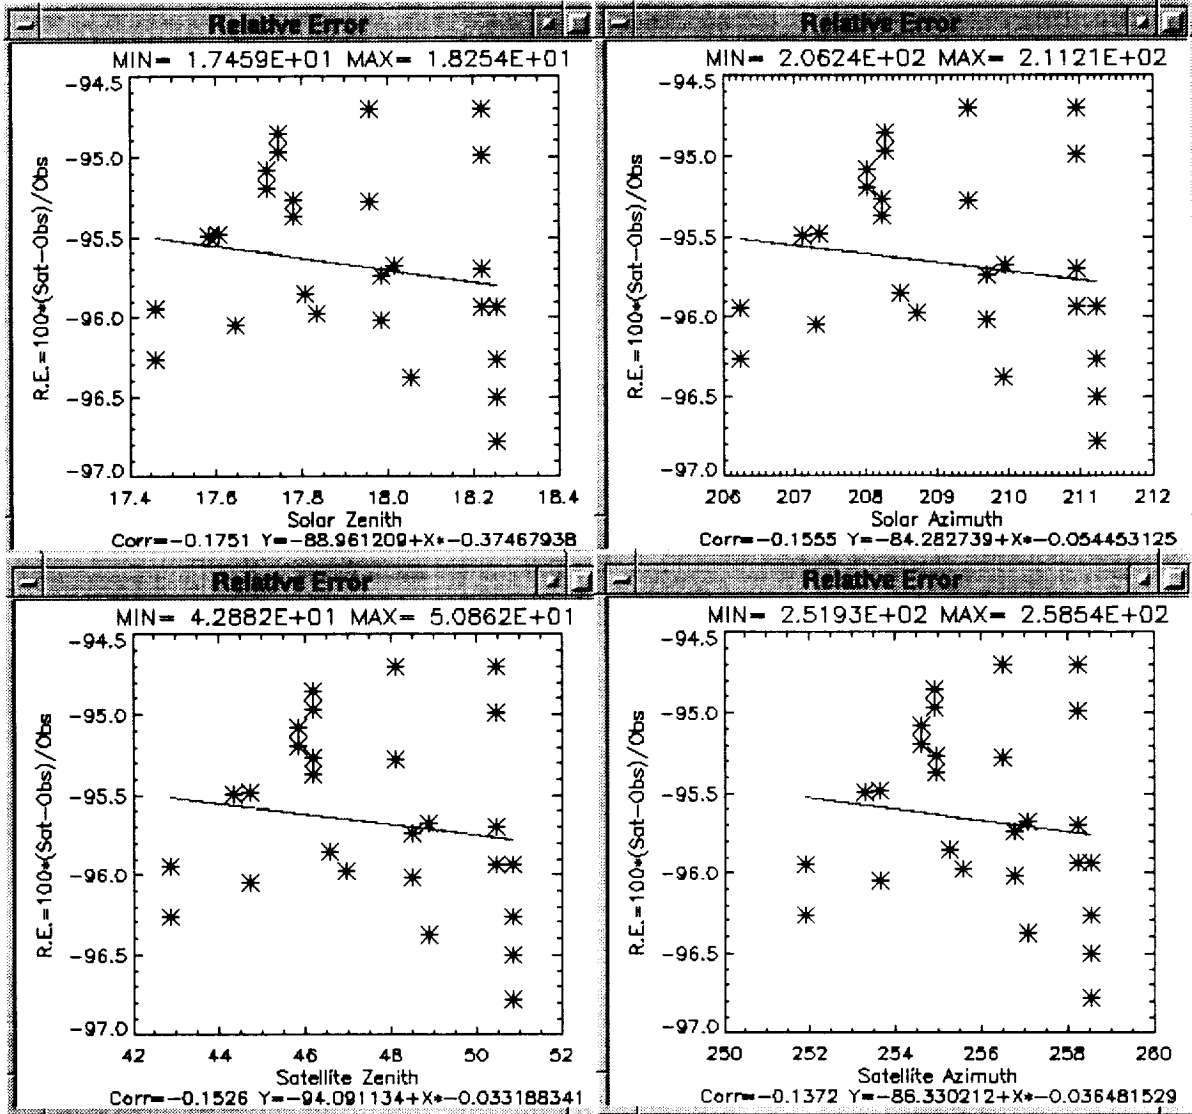 Relative Error
MIN= 1.7459E+01 MAX= 1.8254E+01
R.E.=100*(Sat-Obs)/Obs
-94.5
-95.0
-95.5
-96.0
-96.5
-97.0
17.4 17.6 17.8 18.0 18.2 18.4
Solar Zenith
Corr=-0.1751 Y=-88.961209+X*-0.37467938
Relative Error
MIN= 2.0624E+02 MAX= 2.1121E+02
R.E.=100*(Sat-Obs)/Obs
-94.5
-95.0
-95.5
-96.0
-96.5
-97.0
206 207 208 209 210 211 212
Solar Azimuth
Corr=-0.1555 Y=-84.282739+X*-0.054453125
Relative Error
MIN= 4.2882E+01 MAX= 5.0862E+01
R.E.=100*(Sat-Obs)/Obs
-94.5
-95.0
-95.5
-96.0
-96.5
-97.0
42 44 46 48 50 52
Satellite Zenith
Corr=-0.1526 Y=-94.091134+X*-0.033188341
Relative Error
MIN= 2.5193E+02 MAX= 2.5854E+02
R.E.=100*(Sat-Obs)/Obs
-94.5
-95.0
-95.5
-96.0
-96.5
-97.0
250 252 254 256 258 260
Satellite Azimuth
Corr=-0.1372 Y=-86.330212+X*-0.036481529